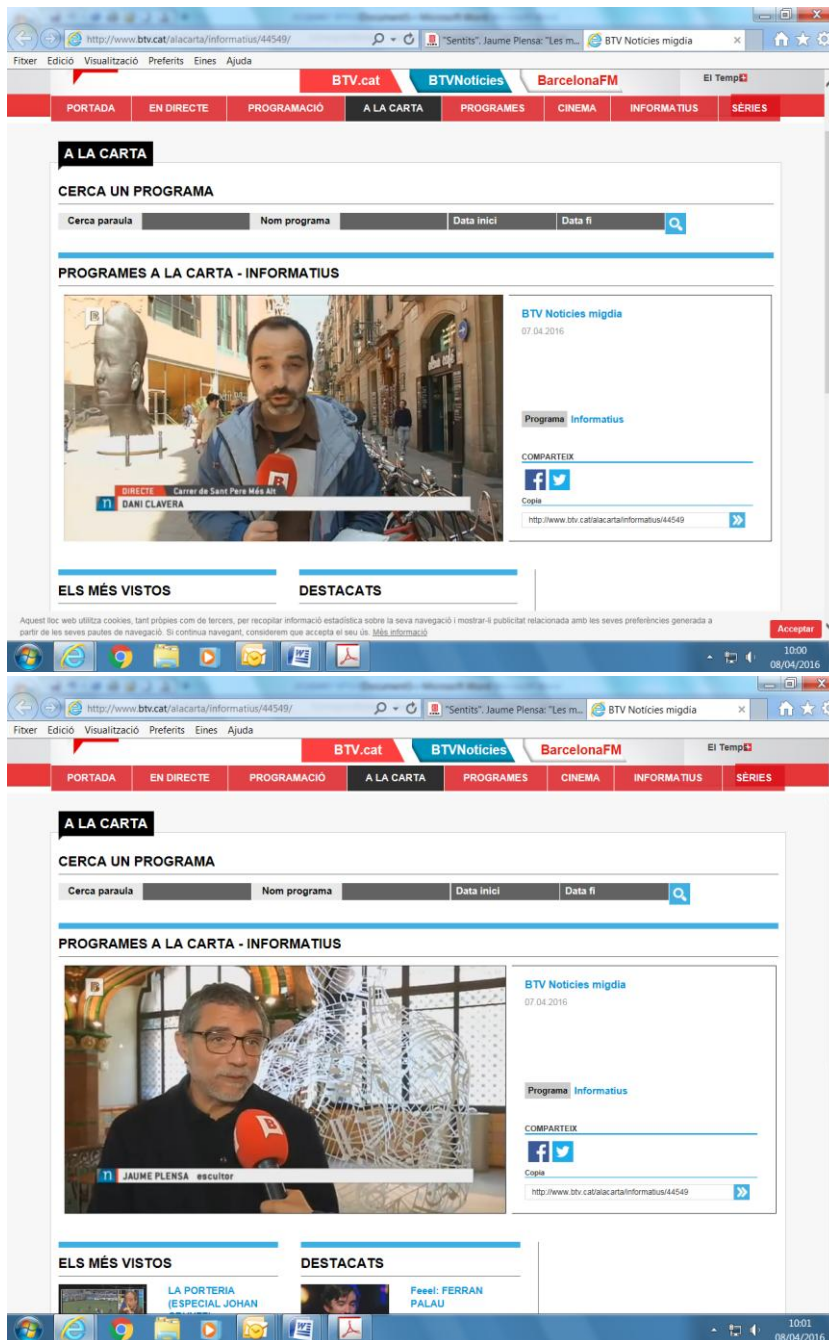 http://www.btv.cat/alacarta/informatius/44549/
"Sentits". Jaume Plensa: "Les m...
BTV Notícies migdia
Fitxer Edició Visualització Preferits Eines Ajuda
BTV.cat BTVNotícies BarcelonaFM El Temps
PORTADA EN DIRECTE PROGRAMACIÓ A LA CARTA PROGRAMES CINEMA INFORMATIUS SÈRIES
A LA CARTA
CERCA UN PROGRAMA
Cerca paraula Nom programa Data inici Data fi
PROGRAMES A LA CARTA - INFORMATIUS
BTV Notícies migdia
07.04.2016
Programa Informatius
COMPARTEIX
Copia
http://www.btv.cat/alacarta/informatius/44549
DIRECTE Carrer de Sant Pere Més Alt
n DANI CLAVERA
ELS MÉS VISTOS DESTACATS
Aquest lloc web utilitza cookies, tant pròpies com de tercers, per recopilar informació estadística sobre la seva navegació i mostrar-li publicitat relacionada amb les seves preferències generada a
partir de les seves pautes de navegació. Si continua navegant, considerem que accepta el seu ús. Més informació
Acceptar
10:00
08/04/2016
http://www.btv.cat/alacarta/informatius/44549/
"Sentits". Jaume Plensa: "Les m...
BTV Notícies migdia
Fitxer Edició Visualització Preferits Eines Ajuda
BTV.cat BTVNotícies BarcelonaFM El Temps
PORTADA EN DIRECTE PROGRAMACIÓ A LA CARTA PROGRAMES CINEMA INFORMATIUS SÈRIES
A LA CARTA
CERCA UN PROGRAMA
Cerca paraula Nom programa Data inici Data fi
PROGRAMES A LA CARTA - INFORMATIUS
BTV Notícies migdia
07.04.2016
Programa Informatius
COMPARTEIX
Copia
http://www.btv.cat/alacarta/informatius/44549
n JAUME PLENSA escultor
ELS MÉS VISTOS DESTACATS
LA PORTERIA
(ESPECIAL JOHAN
Feeel: FERRAN
PALAU
10:01
08/04/2016